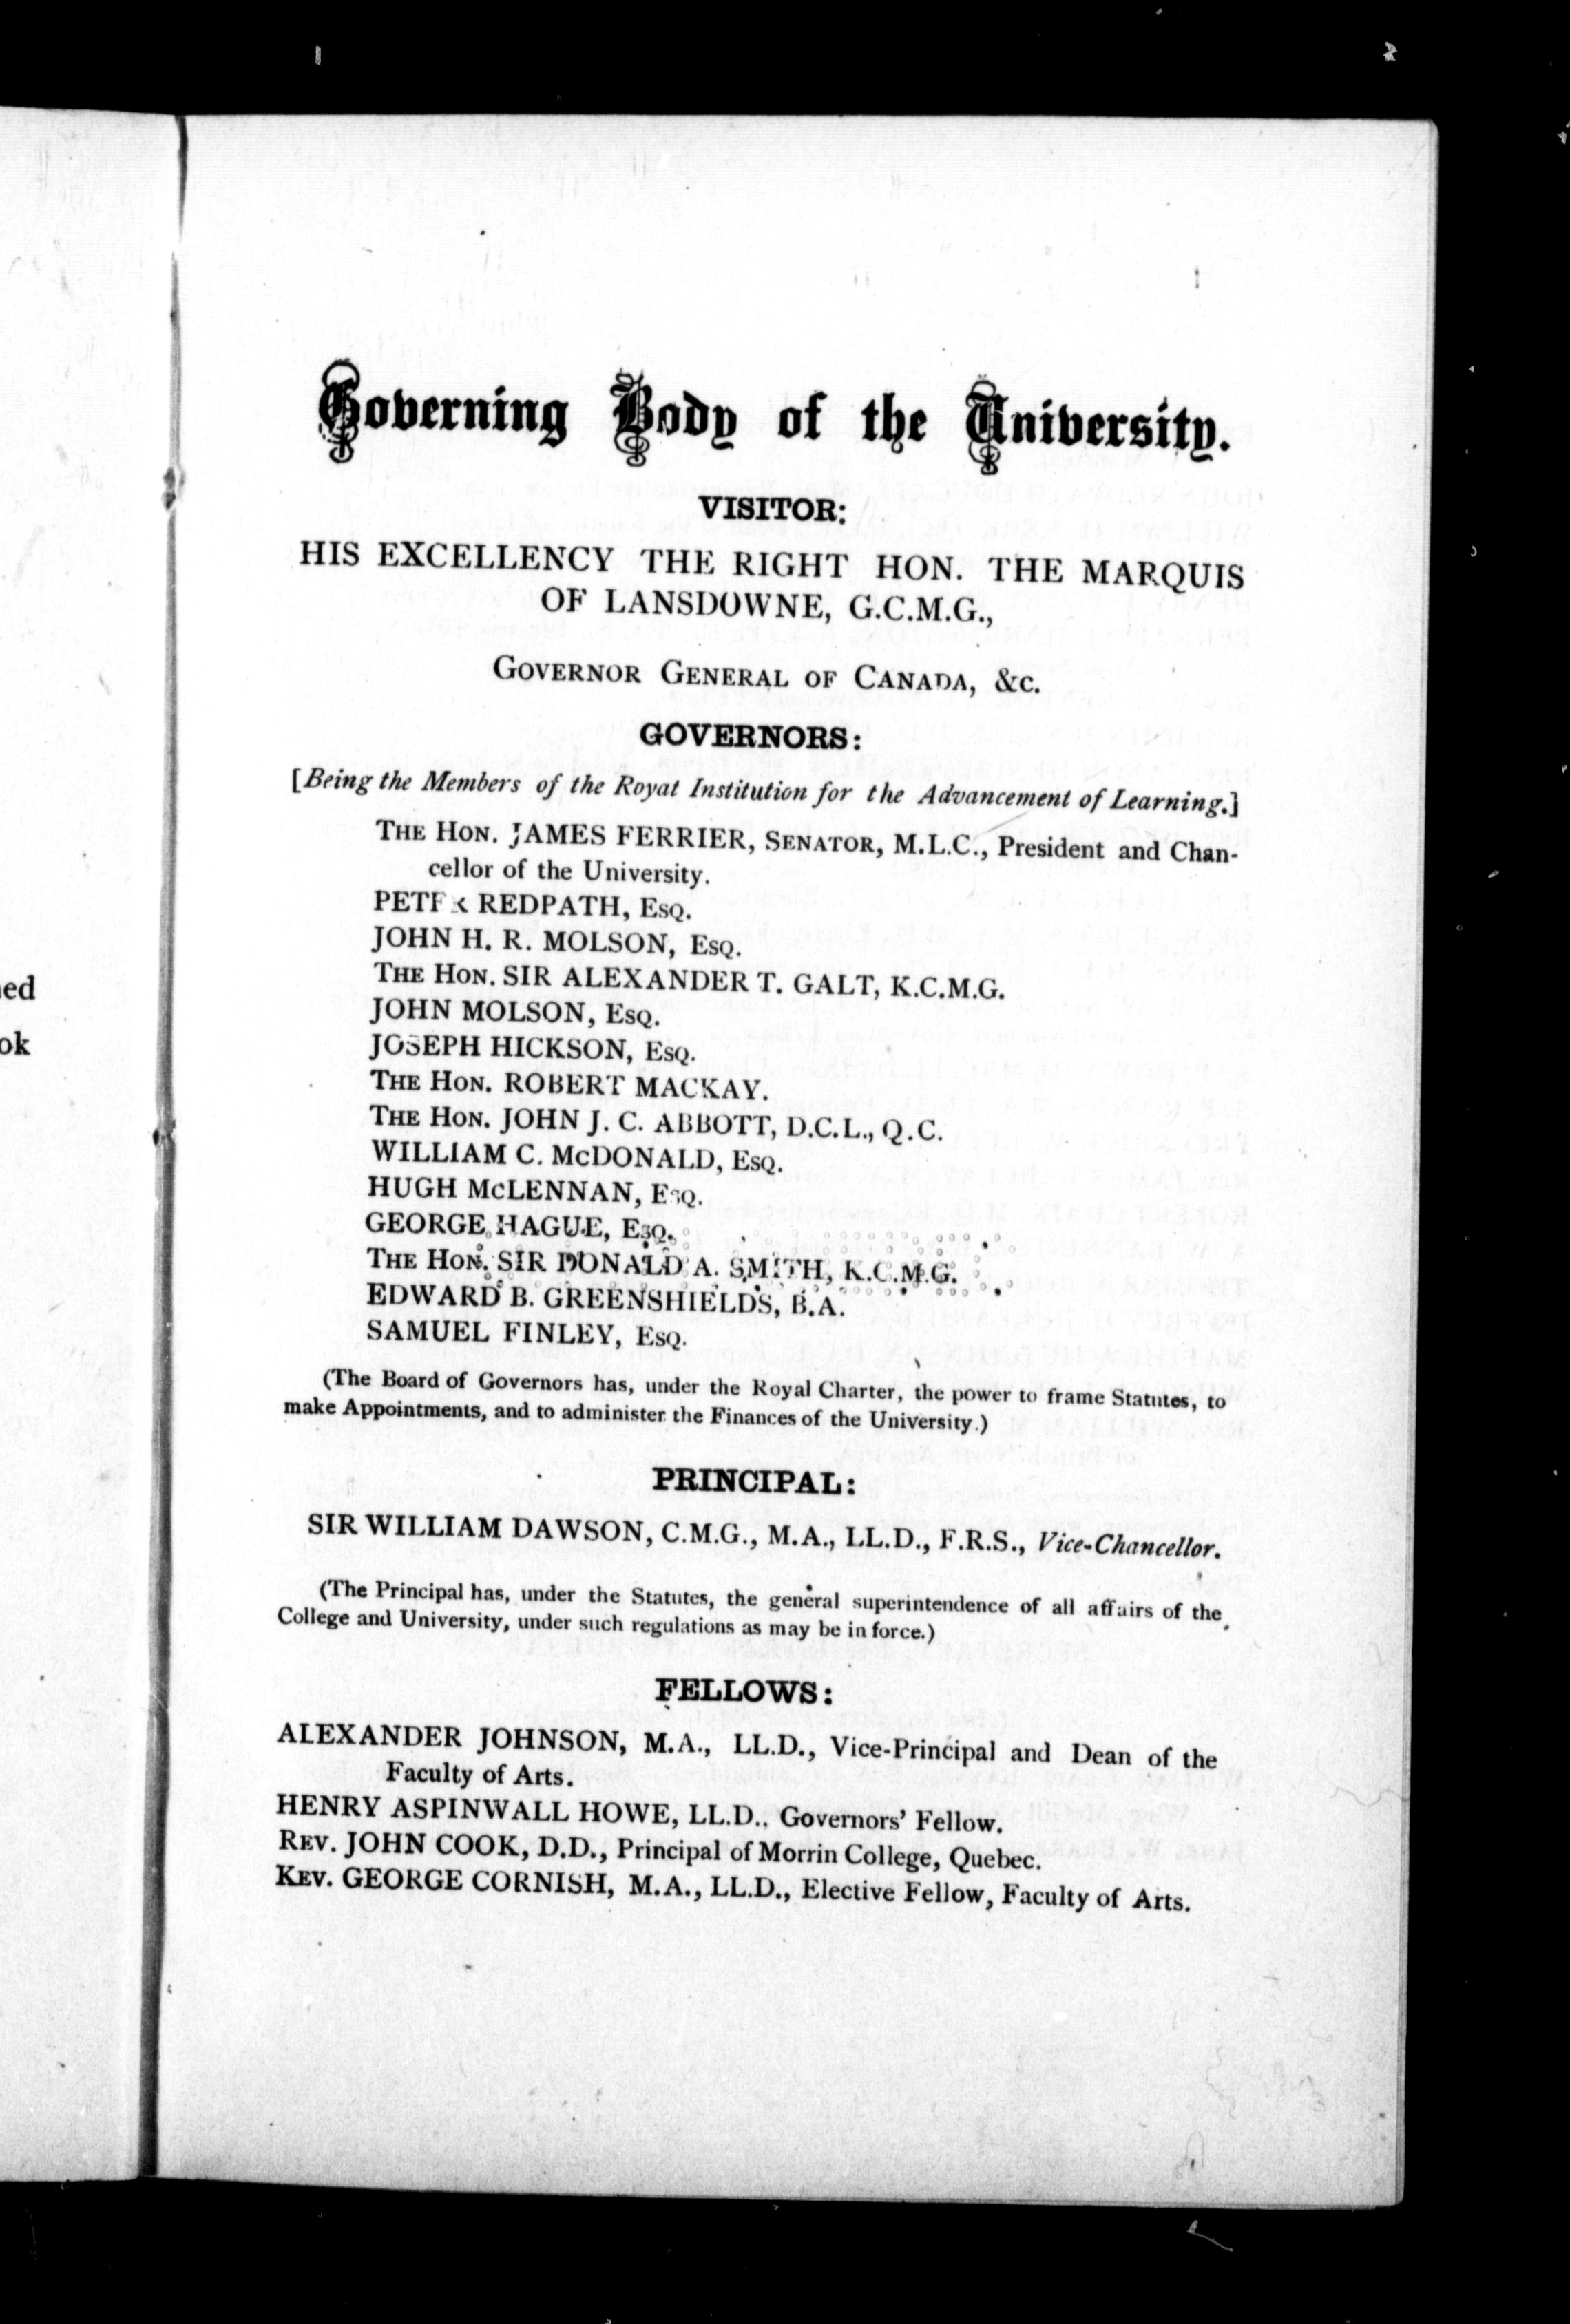 Governing Body of the University.
VISITOR:
HIS EXCELLENCY THE RIGHT HON. THE MARQUIS
OF LANSDOWNE, G.C.M.G.,
GOVERNOR GENERAL OF CANADA, &c.
GOVERNORS:
[Being the Members of the Royal Institution for the Advancement of Learning.]
THE HON. JAMES FERRIER, SENATOR, M.L.C., President and Chan-
cellor of the University.
PETER REDPATH, ESQ.
JOHN H. R. MOLSON, ESQ.
THE HON. SIR ALEXANDER T. GALT, K.C.M.G.
JOHN MOLSON, ESQ.
JOSEPH HICKSON, ESQ.
THE HON. ROBERT MACKAY.
THE HON. JOHN J. C. ABBOTT, D.C.L., Q.C.
WILLIAM C. McDONALD, ESQ.
HUGH McLENNAN, ESQ.
GEORGE HAGUE, ESQ.
THE HON. SIR DONALD A. SMITH, K.C.M.G.
EDWARD B. GREENSHIELDS, B.A.
SAMUEL FINLEY, ESQ.
(The Board of Governors has, under the Royal Charter, the power to frame Statutes, to
make Appointments, and to administer the Finances of the University.)
PRINCIPAL:
SIR WILLIAM DAWSON, C.M.G., M.A., LL.D., F.R.S., Vice-Chancellor.
(The Principal has, under the Statutes, the general superintendence of all affairs of the
College and University, under such regulations as may be in force.)
FELLOWS:
ALEXANDER JOHNSON, M.A., LL.D., Vice-Principal and Dean of the
Faculty of Arts.
HENRY ASPINWALL HOWE, LL.D., Governors' Fellow.
REV. JOHN COOK, D.D., Principal of Morrin College, Quebec.
REV. GEORGE CORNISH, M.A., LL.D., Elective Fellow, Faculty of Arts.